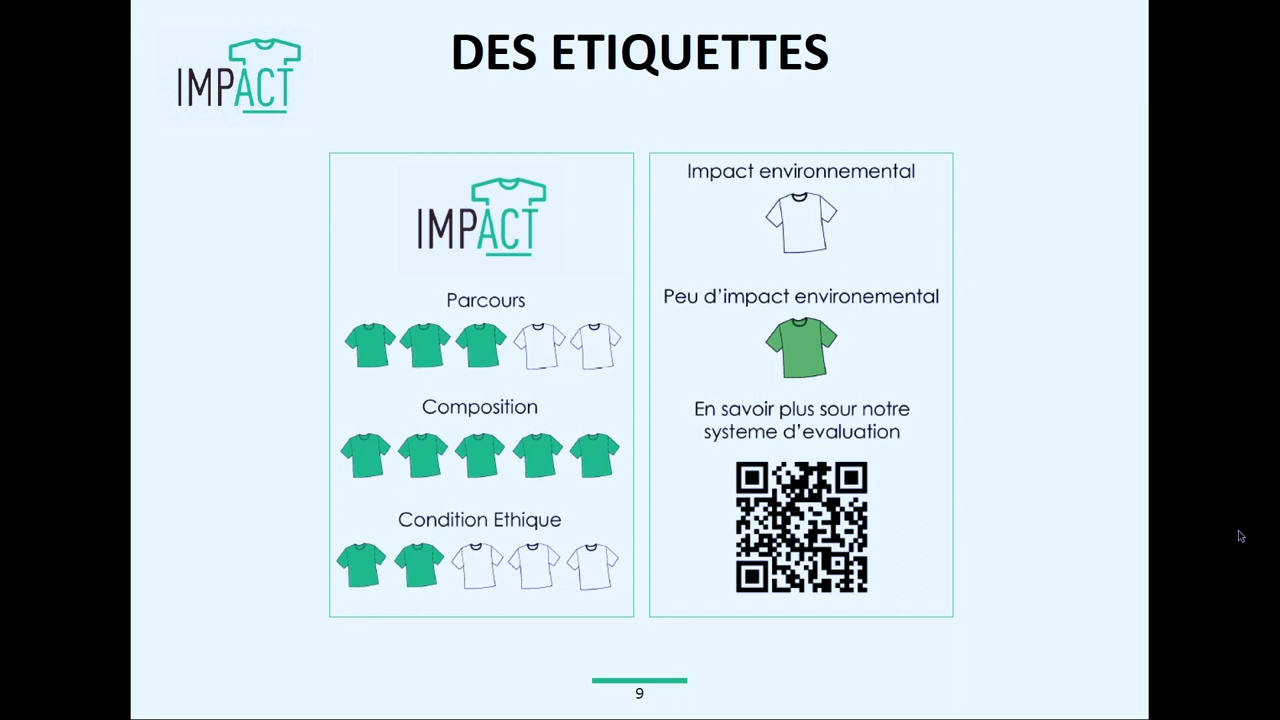 DES ETIQUETTES
IMPACT
IMPACT
Parcours
Composition
Condition Ethique
Impact environnemental
Peu d'impact environemental
En savoir plus sour notre
systeme d'evaluation
9